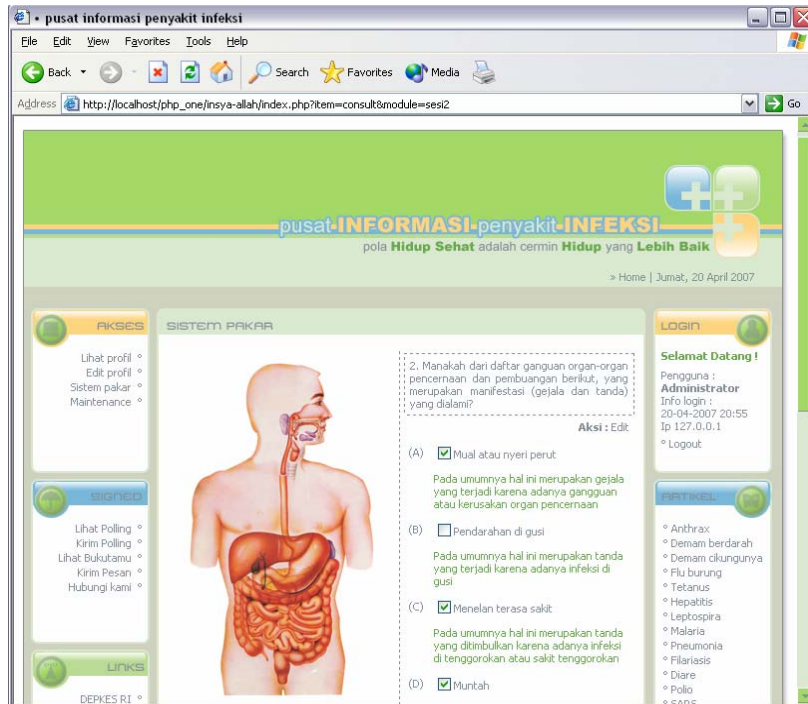 • pusat informasi penyakit infeksi
File Edit View Favorites Tools Help
Back Search Favorites Media
Address http://localhost/php_one/insya-allah/index.php?item=consult&module=sesi2 Go
pusat INFORMASI penyakit INFEKSI
pola Hidup Sehat adalah cermin Hidup yang Lebih Baik
» Home | Jumat, 20 April 2007
AKSES
Lihat profil °
Edit profil °
Sistem pakar °
Maintenance °
SIGNED
Lihat Polling °
Kirim Polling °
Lihat Bukutamu °
Kirim Pesan °
Hubungi kami °
LINKS
DEPKES RI °
SISTEM PAKAR
2. Manakah dari daftar ganguan organ-organ
pencernaan dan pembuangan berikut, yang
merupakan manifestasi (gejala dan tanda)
yang dialami?
Aksi : Edit
(A) Mual atau nyeri perut
Pada umumnya hal ini merupakan gejala
yang terjadi karena adanya gangguan
atau kerusakan organ pencernaan
(B) Pendarahan di gusi
Pada umumnya hal ini merupakan tanda
yang terjadi karena adanya infeksi di
gusi
(C) Menelan terasa sakit
Pada umumnya hal ini merupakan tanda
yang ditimbulkan karena adanya infeksi
di tenggorokan atau sakit tenggorokan
(D) Muntah
LOGIN
Selamat Datang !
Pengguna :
Administrator
Info login :
20-04-2007 20:55
Ip 127.0.0.1
° Logout
ARTIKEL
° Anthrax
° Demam berdarah
° Demam cikungunya
° Flu burung
° Tetanus
° Hepatitis
° Leptospira
° Malaria
° Pneumonia
° Filariasis
° Diare
° Polio
° SARS